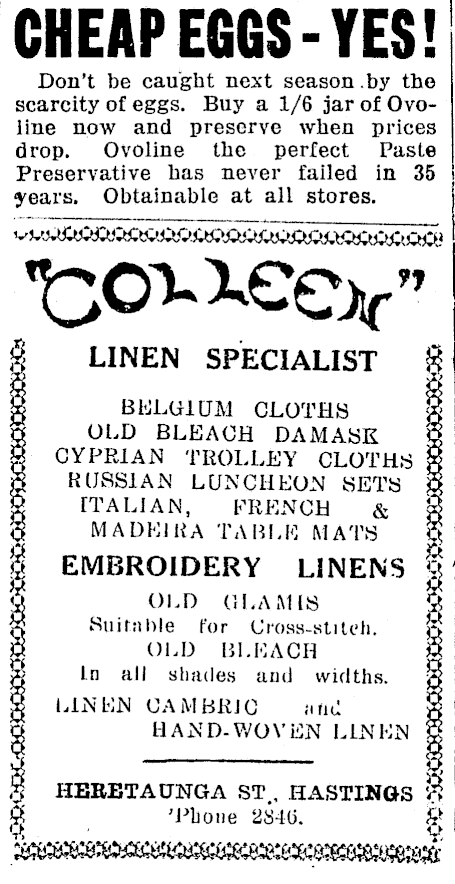 CHEAP EGGS - YES!
Don't be caught next season by the
scarcity of eggs. Buy a 1/6 jar of Ovo-
line now and preserve when prices
drop. Ovoline the perfect Paste
Preservative has never failed in 35
years. Obtainable at all stores.
"COLLEEN"
LINEN SPECIALIST
BELGIUM CLOTHS
OLD BLEACH DAMASK
CYPRIAN TROLLEY CLOTHS
RUSSIAN LUNCHEON SETS
ITALIAN, FRENCH &
MADEIRA TABLE MATS
EMBROIDERY LINENS
OLD GLAMIS
Suitable for Cross-stitch.
OLD BLEACH
In all shades and widths.
LINEN CAMBRIC and
HAND-WOVEN LINEN
HERETAUNGA ST., HASTINGS
'Phone 2846.